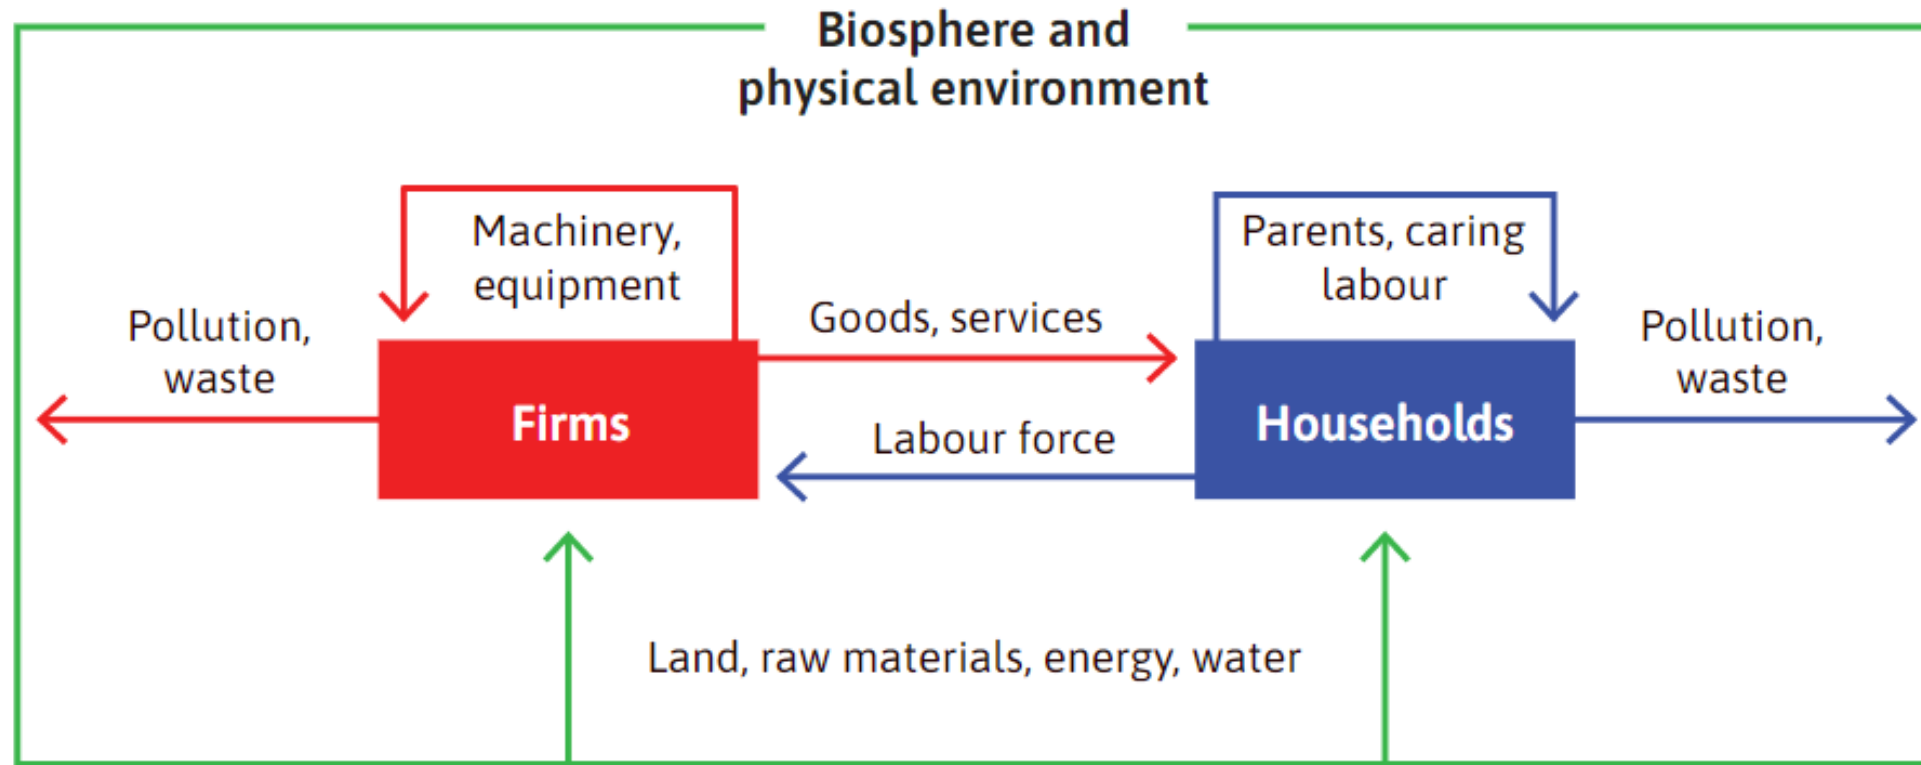 Biosphere and
physical environment
Machinery,
equipment
Parents, caring
labour
Pollution,
waste
Goods, services
Pollution,
waste
Firms
Labour force
Households
Land, raw materials, energy, water